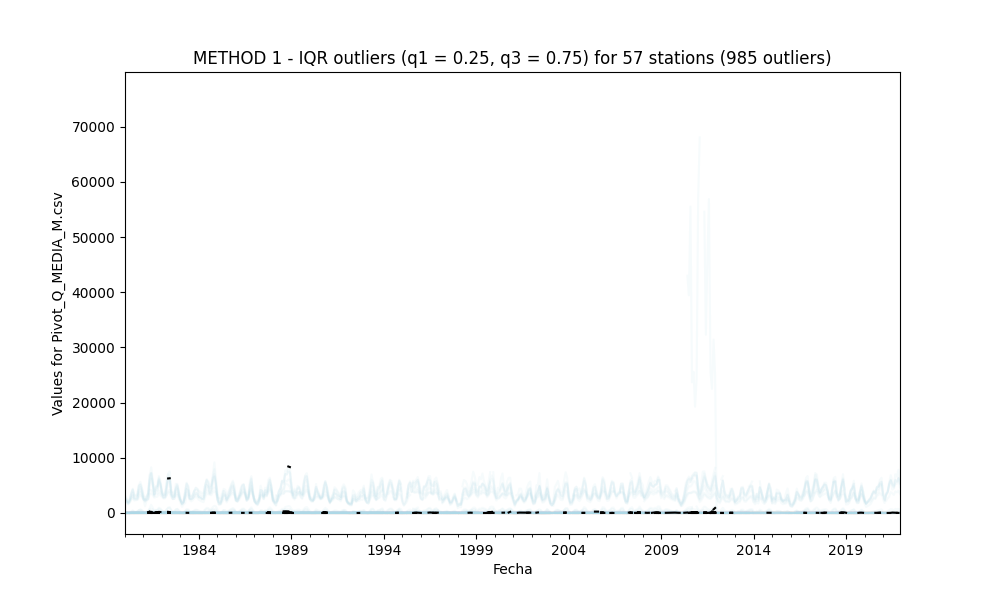 METHOD 1 - IQR outliers (q1 = 0.25, q3 = 0.75) for 57 stations (985 outliers)
Values for Pivot_Q_MEDIA_M.csv
70000
60000
50000
40000
30000
20000
10000
0
1984 1989 1994 1999 2004 2009 2014 2019
Fecha